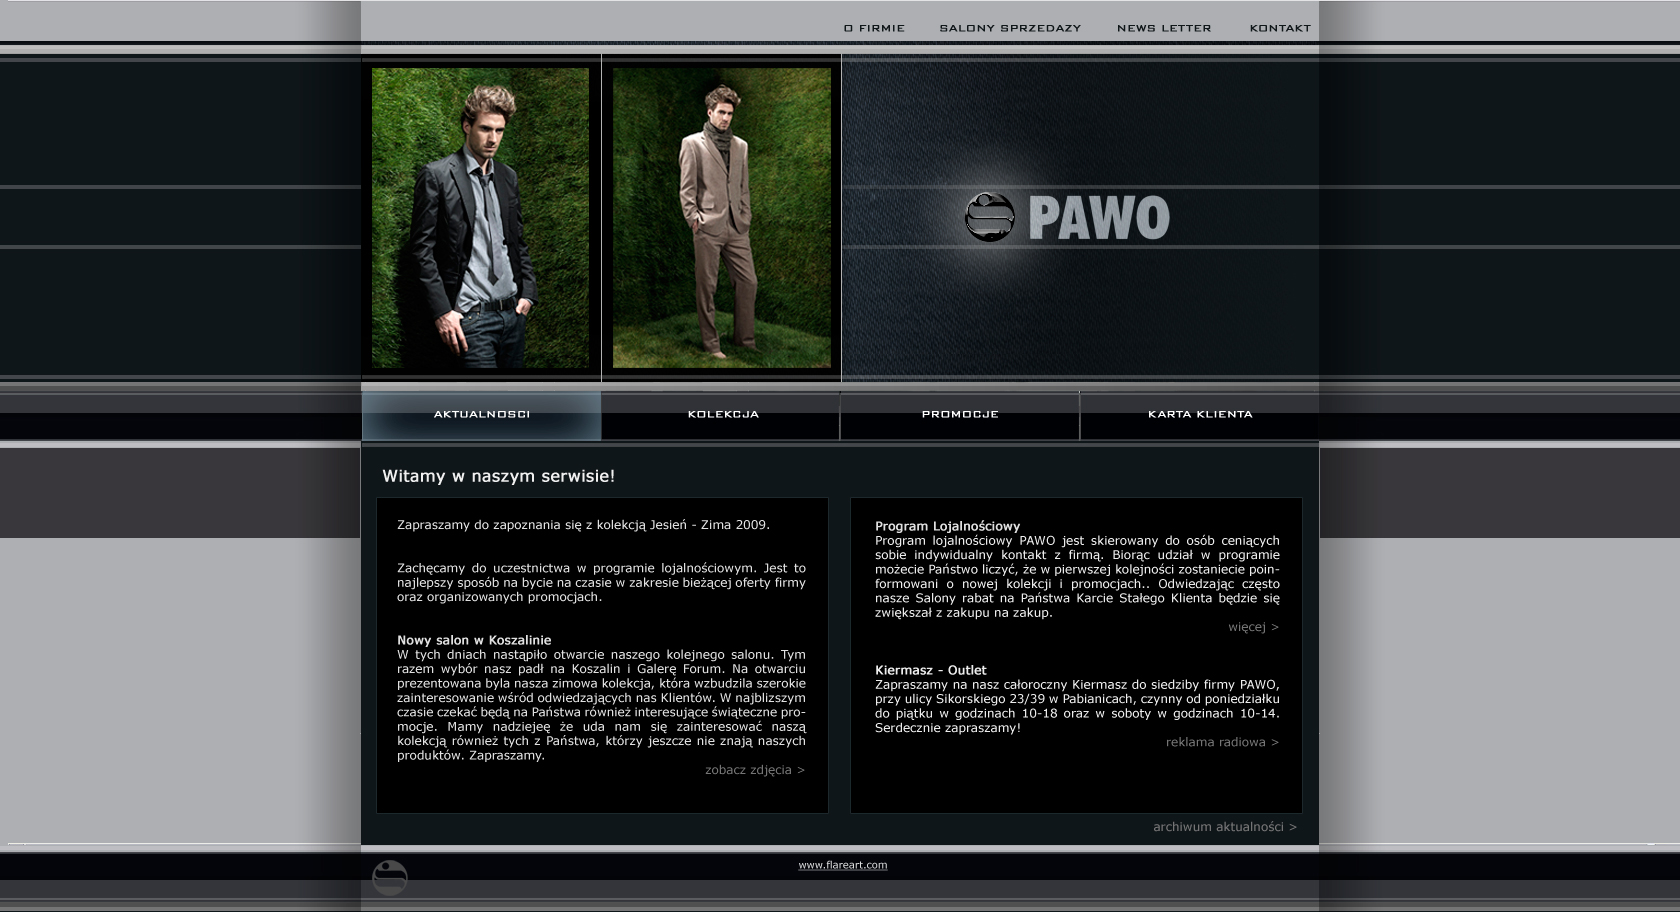 O FIRMIE SALONY SPRZEDAZY NEWS LETTER KONTAKT
PAWO
AKTUALNOSCI KOLEKCJA PROMOCJE KARTA KLIENTA
Witamy w naszym serwisie!
Zapraszamy do zapoznania się z kolekcją Jesień - Zima 2009.
Zachęcamy do uczestnictwa w programie lojalnościowym. Jest to
najlepszy sposób na bycie na czasie w zakresie bieżącej oferty firmy
oraz organizowanych promocjach.
Nowy salon w Koszalinie
W tych dniach nastąpiło otwarcie naszego kolejnego salonu. Tym
razem wybór nasz padł na Koszalin i Galerę Forum. Na otwarciu
prezentowana byla nasza zimowa kolekcja, która wzbudzila szerokie
zainteresowanie wśród odwiedzających nas Klientów. W najblizszym
czasie czekać będą na Państwa również interesujące świąteczne pro-
mocje. Mamy nadziejeę że uda nam się zainteresować naszą
kolekcją również tych z Państwa, którzy jeszcze nie znają naszych
produktów. Zapraszamy.
zobacz zdjęcia >
Program Lojalnościowy
Program lojalnościowy PAWO jest skierowany do osób ceniących
sobie indywidualny kontakt z firmą. Biorąc udział w programie
możecie Państwo liczyć, że w pierwszej kolejności zostaniecie poin-
formowani o nowej kolekcji i promocjach.. Odwiedzając często
nasze Salony rabat na Państwa Karcie Stałego Klienta będzie się
zwiększał z zakupu na zakup.
więcej >
Kiermasz - Outlet
Zapraszamy na nasz całoroczny Kiermasz do siedziby firmy PAWO,
przy ulicy Sikorskiego 23/39 w Pabianicach, czynny od poniedziałku
do piątku w godzinach 10-18 oraz w soboty w godzinach 10-14.
Serdecznie zapraszamy!
reklama radiowa >
archiwum aktualności >
www.flareart.com